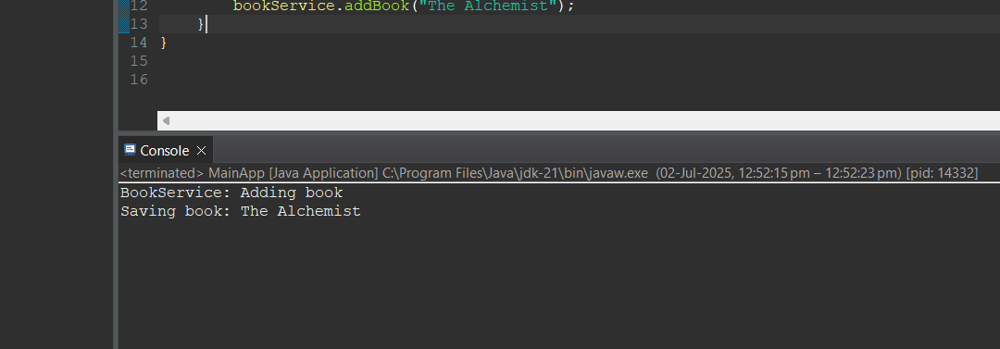 12 bookService.addBook("The Alchemist");
13 }
14 }
15
16
Console
<terminated> MainApp [Java Application] C:\Program Files\Java\jdk-21\bin\javaw.exe (02-Jul-2025, 12:52:15 pm – 12:52:23 pm) [pid: 14332]
BookService: Adding book
Saving book: The Alchemist